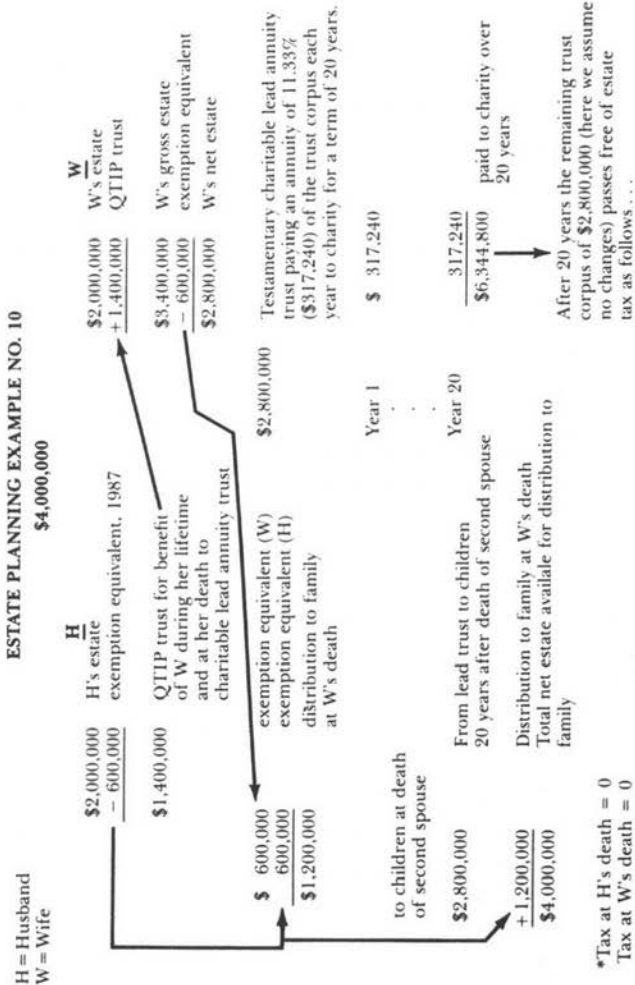 ESTATE PLANNING EXAMPLE NO. 10
$4,000,000
H = Husband
W = Wife
H
$2,000,000 H's estate
– 600,000 exemption equivalent, 1987
$1,400,000 QTIP trust for benefit
of W during her lifetime
and at her death to
charitable lead annuity trust
W
$2,000,000 W's estate
+ 1,400,000 QTIP trust
$3,400,000 W's gross estate
– 600,000 exemption equivalent
$2,800,000 W's net estate
$ 600,000 exemption equivalent (W)
600,000 exemption equivalent (H)
$1,200,000 distribution to family
at W's death
$2,800,000 Testamentary charitable lead annuity
trust paying an annuity of 11.33%
($317,240) of the trust corpus each
year to charity for a term of 20 years.
Year 1 $ 317,240
.
.
Year 20 317,240
$6,344,800 paid to charity over
20 years
to children at death
of second spouse
$2,800,000 From lead trust to children
20 years after death of second spouse
+1,200,000 Distribution to family at W's death
$4,000,000 Total net estate availale for distribution to
family
After 20 years the remaining trust
corpus of $2,800,000 (here we assume
no changes) passes free of estate
tax as follows . . . .
*Tax at H's death = 0
Tax at W's death = 0